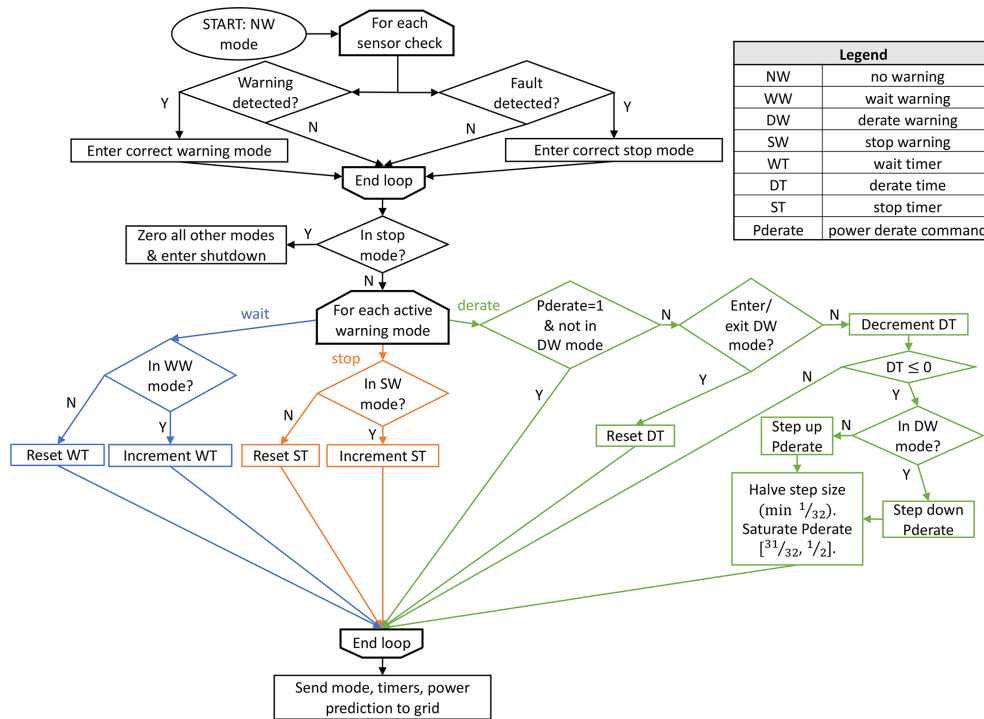 START: NW
mode
For each
sensor check
Warning
detected?
Fault
detected?
Y
N
N
Y
Enter correct warning mode
Enter correct stop mode
End loop
Zero all other modes
& enter shutdown
Y
In stop
mode?
N
Legend
NW no warning
WW wait warning
DW derate warning
SW stop warning
WT wait timer
DT derate time
ST stop timer
Pderate power derate command
For each active
warning mode
wait
stop
derate
In WW
mode?
N
Y
Reset WT
Increment WT
In SW
mode?
N
Y
Reset ST
Increment ST
Pderate=1
& not in
DW mode
N
Y
Enter/
exit DW
mode?
N
Y
Reset DT
Decrement DT
DT ≤ 0
N
Y
In DW
mode?
N
Y
Step up
Pderate
Step down
Pderate
Halve step size
(min 1/32).
Saturate Pderate
[31/32, 1/2].
End loop
Send mode, timers, power
prediction to grid